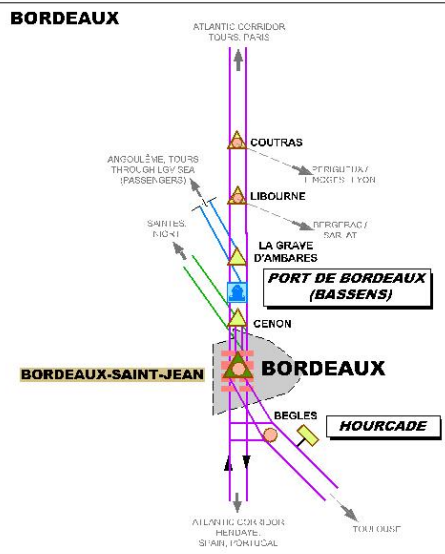 BORDEAUX
ATLANTIC CORRIDOR
TOURS, PARIS
COUTRAS
ANGOULÊME, TOURS
THROUGH LGV SEA
(PASSENGERS)
PERIGUEUX /
LIMOGES, LYON
LIBOURNE
SAINTES,
NIORT
BERGERAC /
SARLAT
LA GRAVE
D'AMBARES
PORT DE BORDEAUX
(BASSENS)
CENON
BORDEAUX-SAINT-JEAN
BORDEAUX
BEGLES
HOURCADE
ATLANTIC CORRIDOR
HENDAYE,
SPAIN, PORTUGAL
TOULOUSE